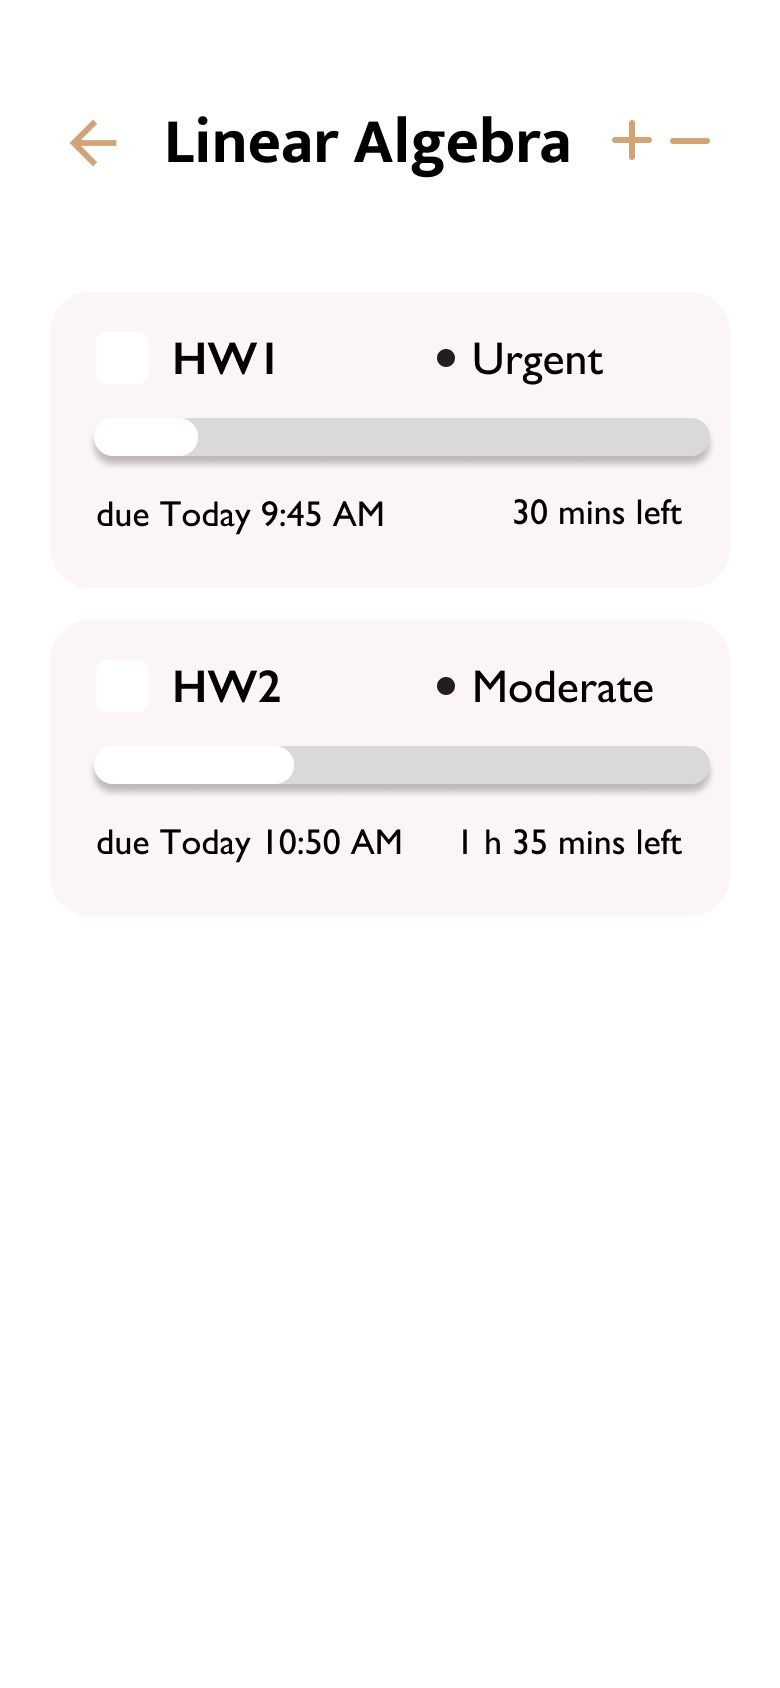 Linear Algebra
HW1
• Urgent
due Today 9:45 AM
30 mins left
HW2
• Moderate
due Today 10:50 AM
1 h 35 mins left